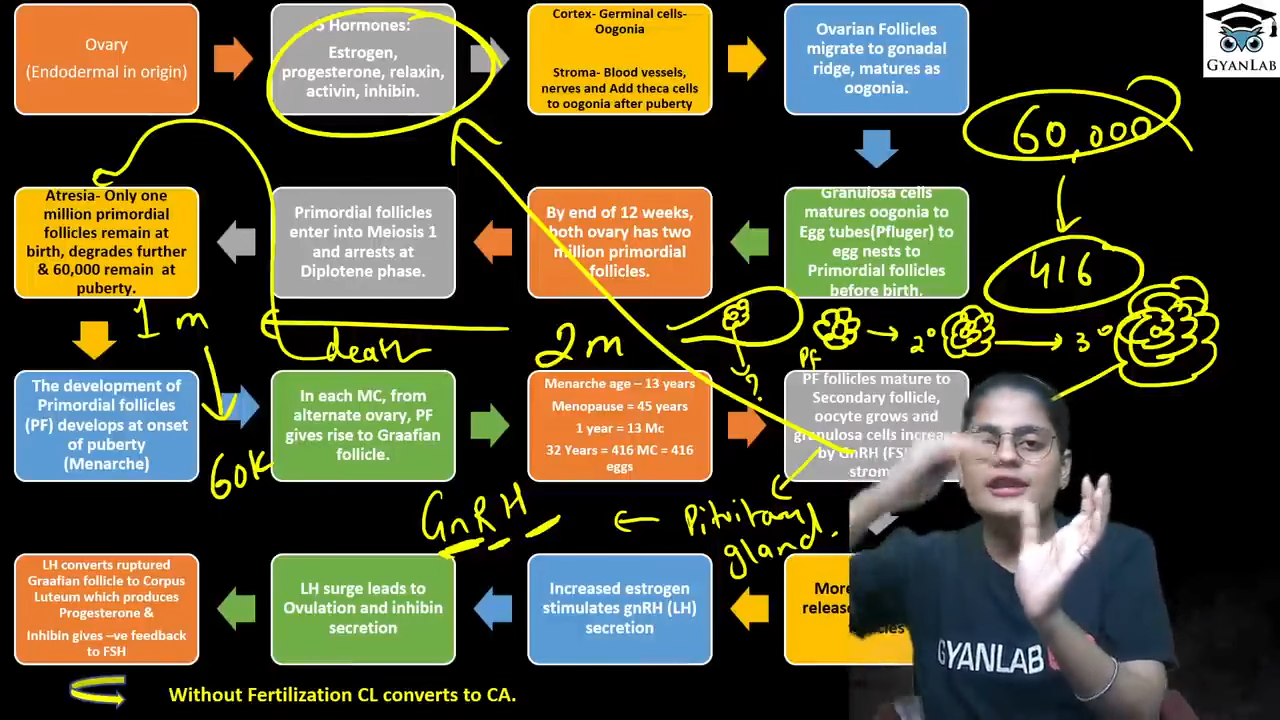 Ovary
(Endodermal in origin)
5 Hormones:
Estrogen,
progesterone, relaxin,
activin, inhibin.
Cortex- Germinal cells-
Oogonia
Stroma- Blood vessels,
nerves and Add theca cells
to oogonia after puberty
Ovarian Follicles
migrate to gonadal
ridge, matures as
oogonia.
GYANLAB
60,000
Atresia- Only one
million primordial
follicles remain at
birth, degrades further
& 60,000 remain at
puberty.
Primordial follicles
enter into Meiosis 1
and arrests at
Diplotene phase.
By end of 12 weeks,
both ovary has two
million primordial
follicles.
Granulosa cells
matures oogonia to
Egg tubes(Pfluger) to
egg nests to
Primordial follicles
before birth.
416
1 m
death
2m
?
PF
2°
3°
The development of
Primordial follicles
(PF) develops at onset
of puberty
(Menarche)
60K
In each MC, from
alternate ovary, PF
gives rise to Graafian
follicle.
Menarche age – 13 years
Menopause = 45 years
1 year = 13 Mc
32 Years = 416 MC = 416
eggs
PF follicles mature to
Secondary follicle,
oocyte grows and
granulosa cells
by GnRH
GnRH
Pitvitary
gland.
LH converts ruptured
Graafian follicle to Corpus
Luteum which produces
Progesterone &
Inhibin gives –ve feedback
to FSH
LH surge leads to
Ovulation and inhibin
secretion
Increased estrogen
stimulates gnRH (LH)
secretion
GYANLAB
Without Fertilization CL converts to CA.